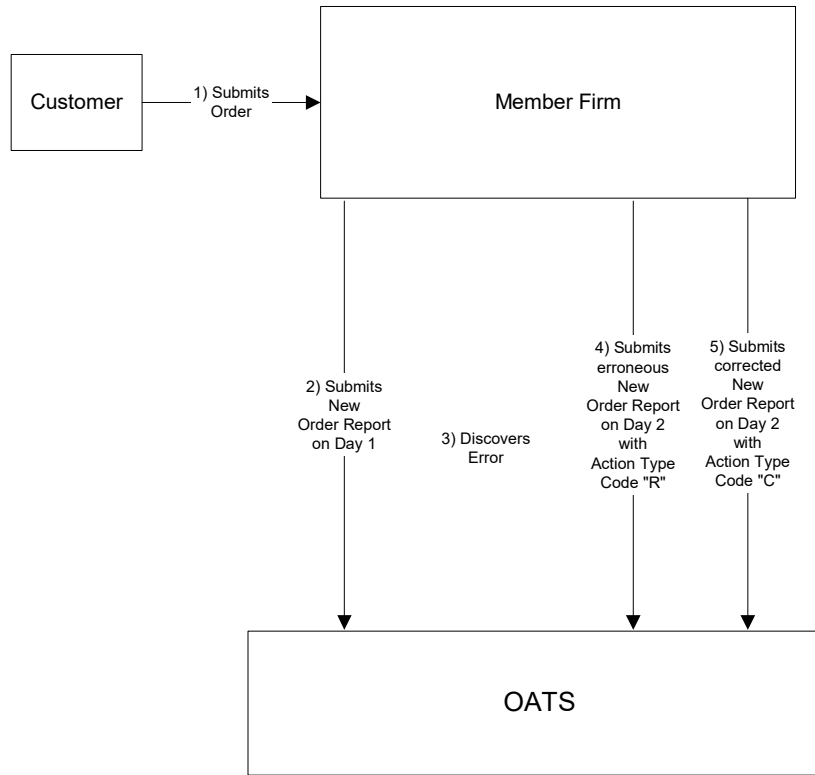 Customer
1) Submits
Order
Member Firm
2) Submits
New
Order Report
on Day 1
3) Discovers
Error
4) Submits
erroneous
New
Order Report
on Day 2
with
Action Type
Code "R"
5) Submits
corrected
New
Order Report
on Day 2
with
Action Type
Code "C"
OATS